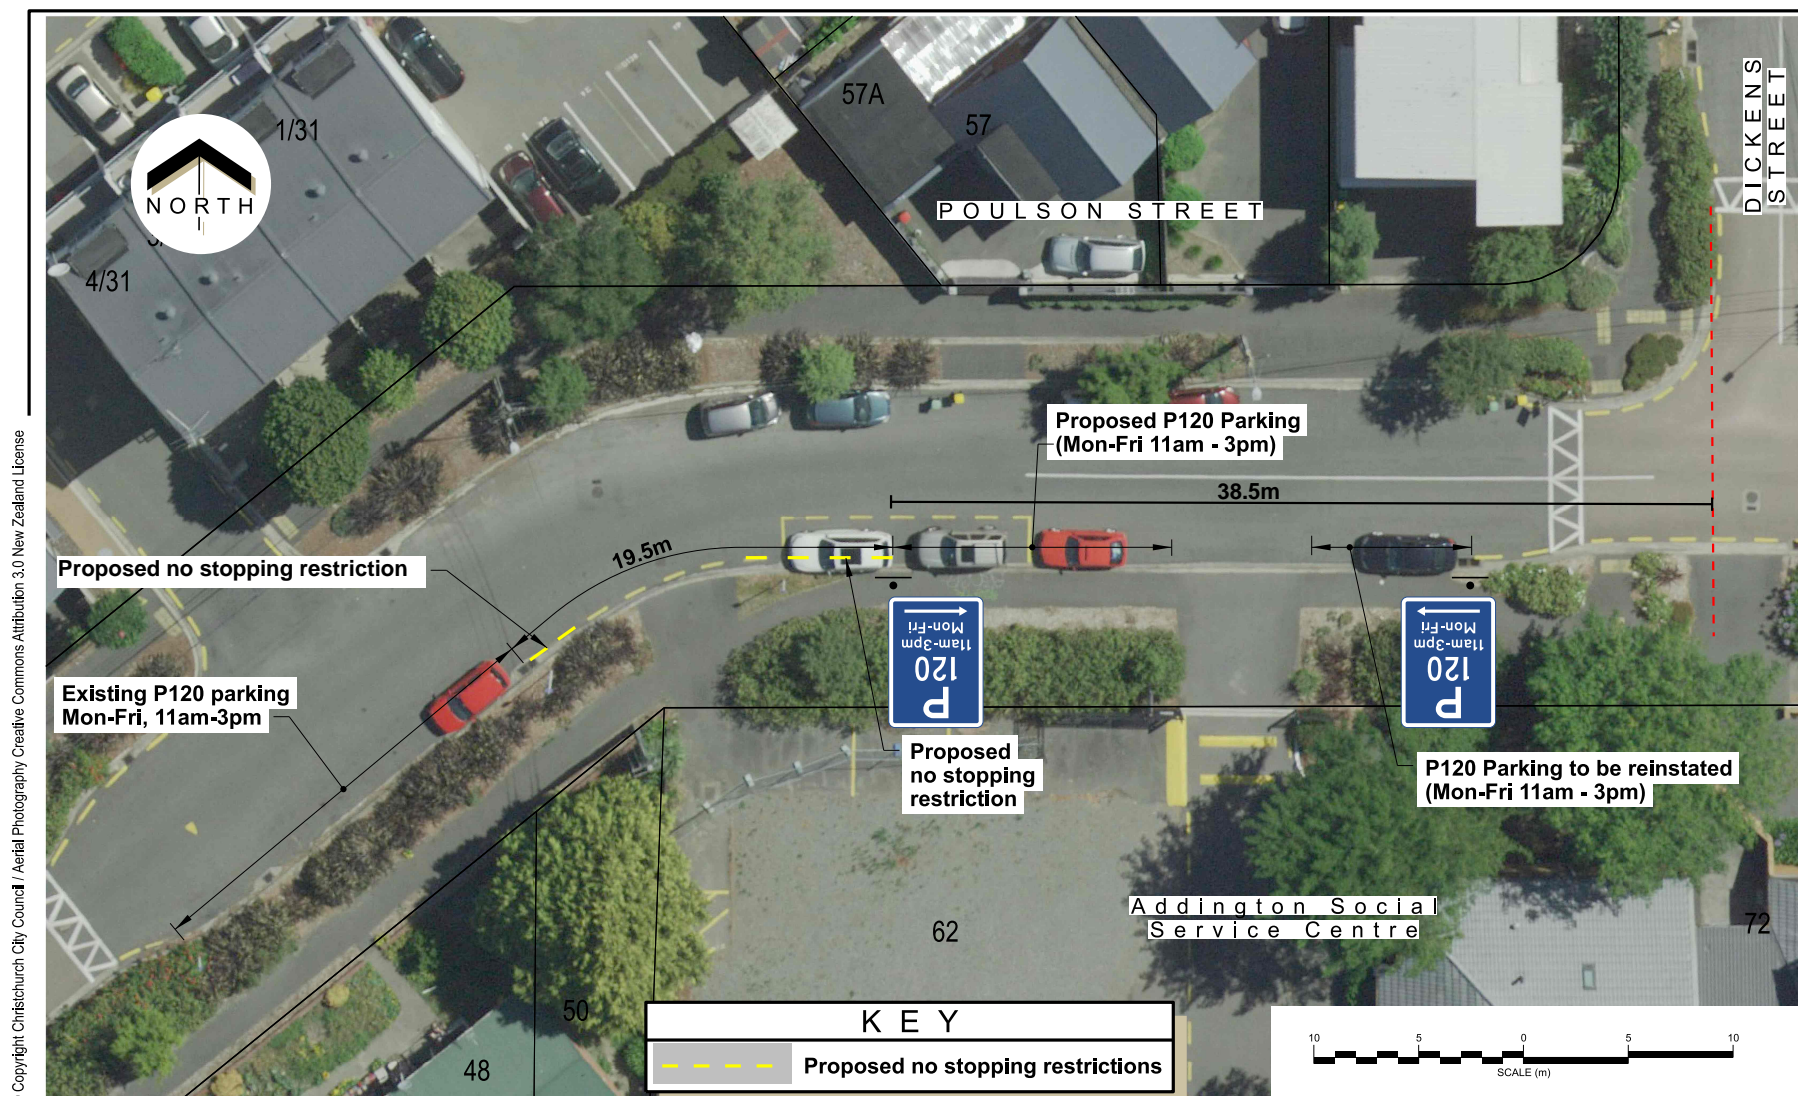 1/31
57A
57
DICKENS
STREET
NORTH
4/31
POULSON STREET
Proposed P120 Parking
(Mon-Fri 11am - 3pm)
38.5m
19.5m
Proposed no stopping restriction
Existing P120 parking
Mon-Fri, 11am-3pm
P
120
11am-3pm
Mon-Fri
P
120
11am-3pm
Mon-Fri
Proposed
no stopping
restriction
P120 Parking to be reinstated
(Mon-Fri 11am - 3pm)
Addington Social
Service Centre
62
72
50
48
KEY
Proposed no stopping restrictions
10 5 0 5 10
SCALE (m)
Copyright Christchurch City Council / Aerial Photography Creative Commons Attribution 3.0 New Zealand License